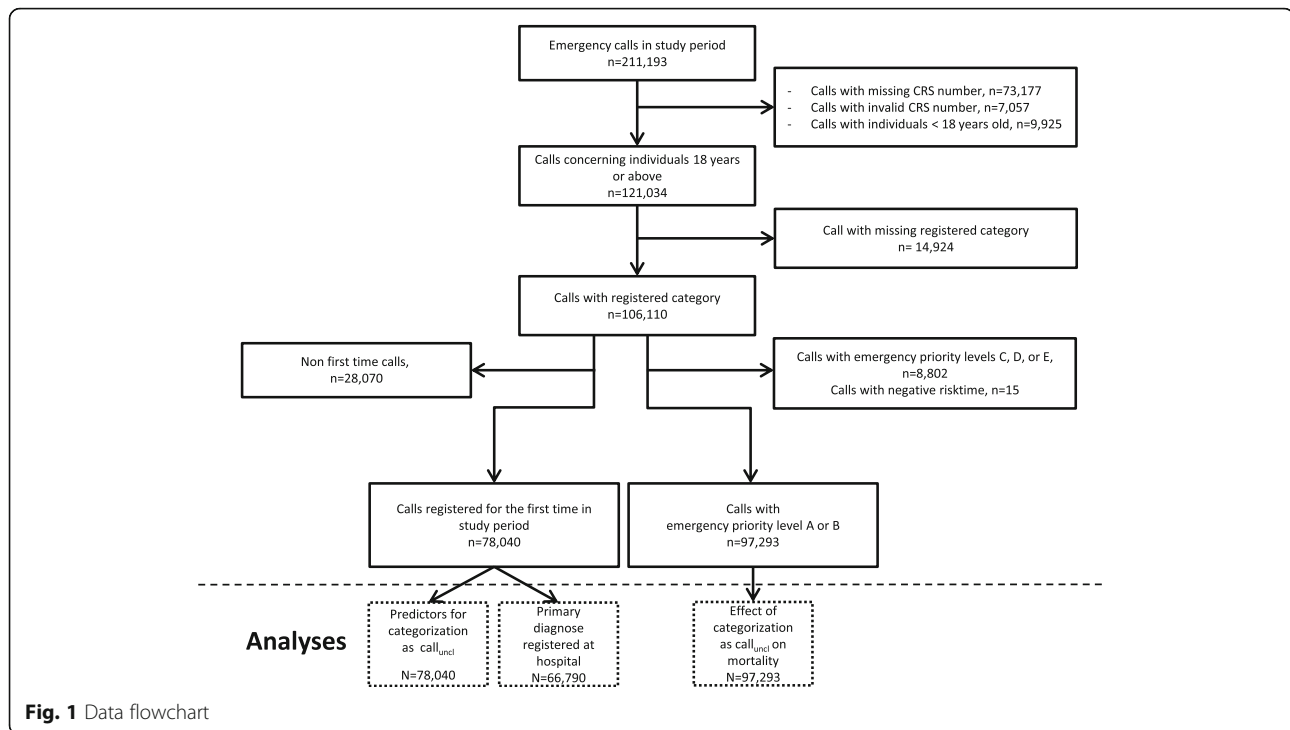 Emergency calls in study period
n=211,193
- Calls with missing CRS number, n=73,177
- Calls with invalid CRS number, n=7,057
- Calls with individuals < 18 years old, n=9,925
Calls concerning individuals 18 years
or above
n=121,034
Call with missing registered category
n= 14,924
Calls with registered category
n=106,110
Non first time calls,
n=28,070
Calls with emergency priority levels C, D, or E,
n=8,802
Calls with negative risktime, n=15
Calls registered for the first time in
study period
n=78,040
Calls with
emergency priority level A or B
n=97,293
Analyses
Predictors for
categorization
as call_uncl
N=78,040
Primary
diagnose
registered at
hospital
N=66,790
Effect of
categorization
as call_uncl on
mortality
N=97,293
Fig. 1 Data flowchart